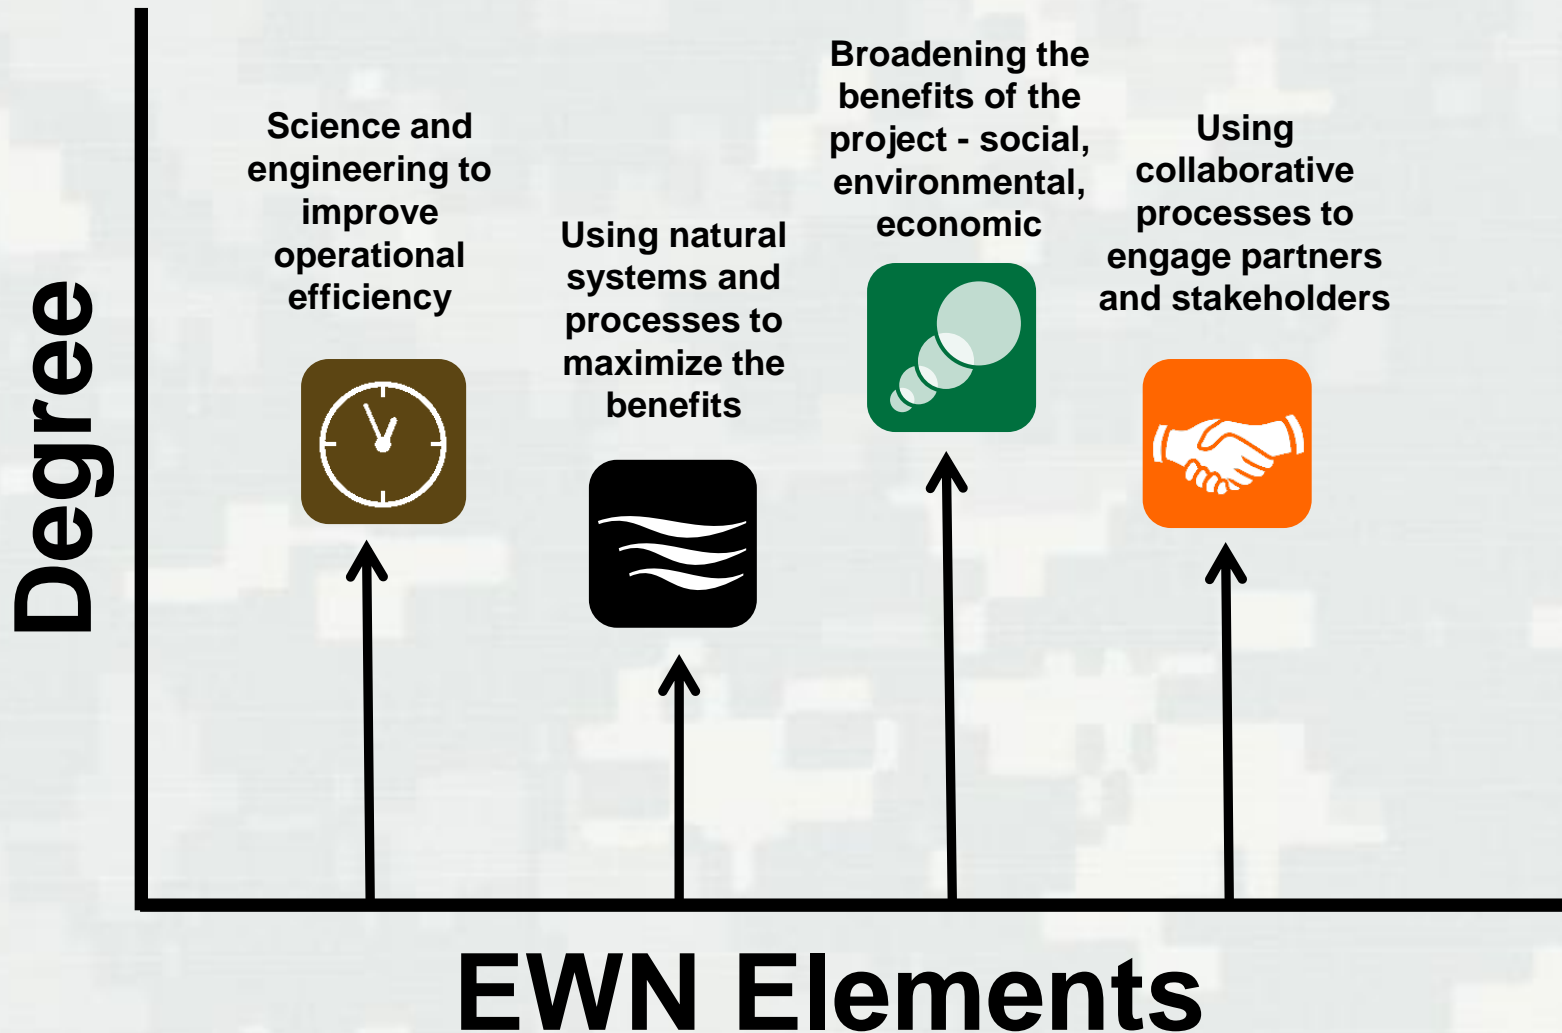 Degree
Science and
engineering to
improve
operational
efficiency
Using natural
systems and
processes to
maximize the
benefits
Broadening the
benefits of the
project - social,
environmental,
economic
Using
collaborative
processes to
engage partners
and stakeholders
EWN Elements